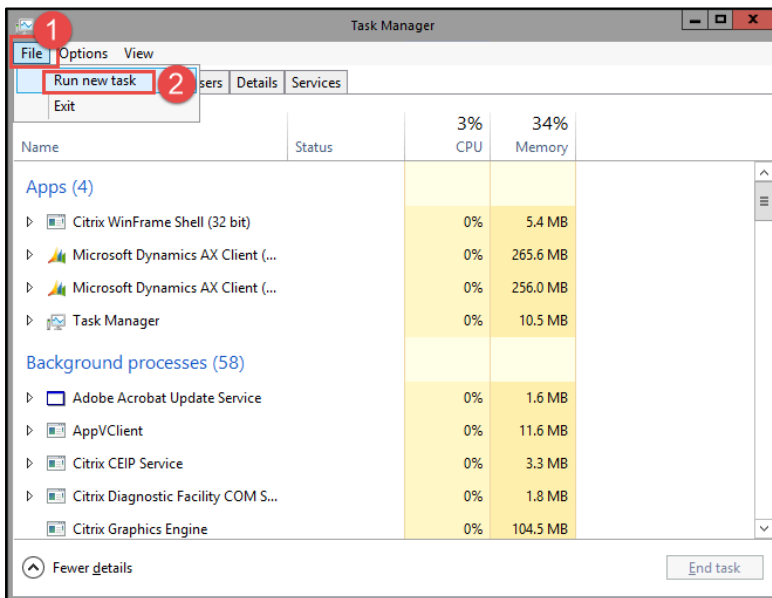 Task Manager
1
File Options View
Run new task 2 sers Details Services
Exit
3% 34%
Name Status CPU Memory
Apps (4)
Citrix WinFrame Shell (32 bit) 0% 5.4 MB
Microsoft Dynamics AX Client (... 0% 265.6 MB
Microsoft Dynamics AX Client (... 0% 256.0 MB
Task Manager 0% 10.5 MB
Background processes (58)
Adobe Acrobat Update Service 0% 1.6 MB
AppVClient 0% 11.6 MB
Citrix CEIP Service 0% 3.3 MB
Citrix Diagnostic Facility COM S... 0% 1.8 MB
Citrix Graphics Engine 0% 104.5 MB
Fewer details End task